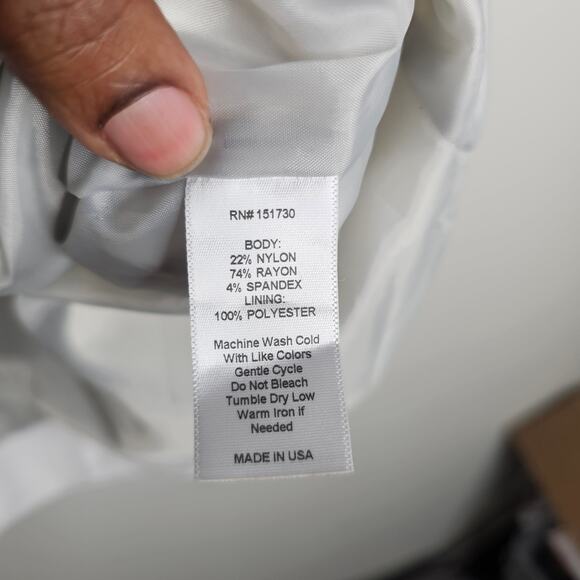 RN# 151730
BODY:
22% NYLON
74% RAYON
4% SPANDEX
LINING:
100% POLYESTER
Machine Wash Cold
With Like Colors
Gentle Cycle
Do Not Bleach
Tumble Dry Low
Warm Iron if
Needed
MADE IN USA